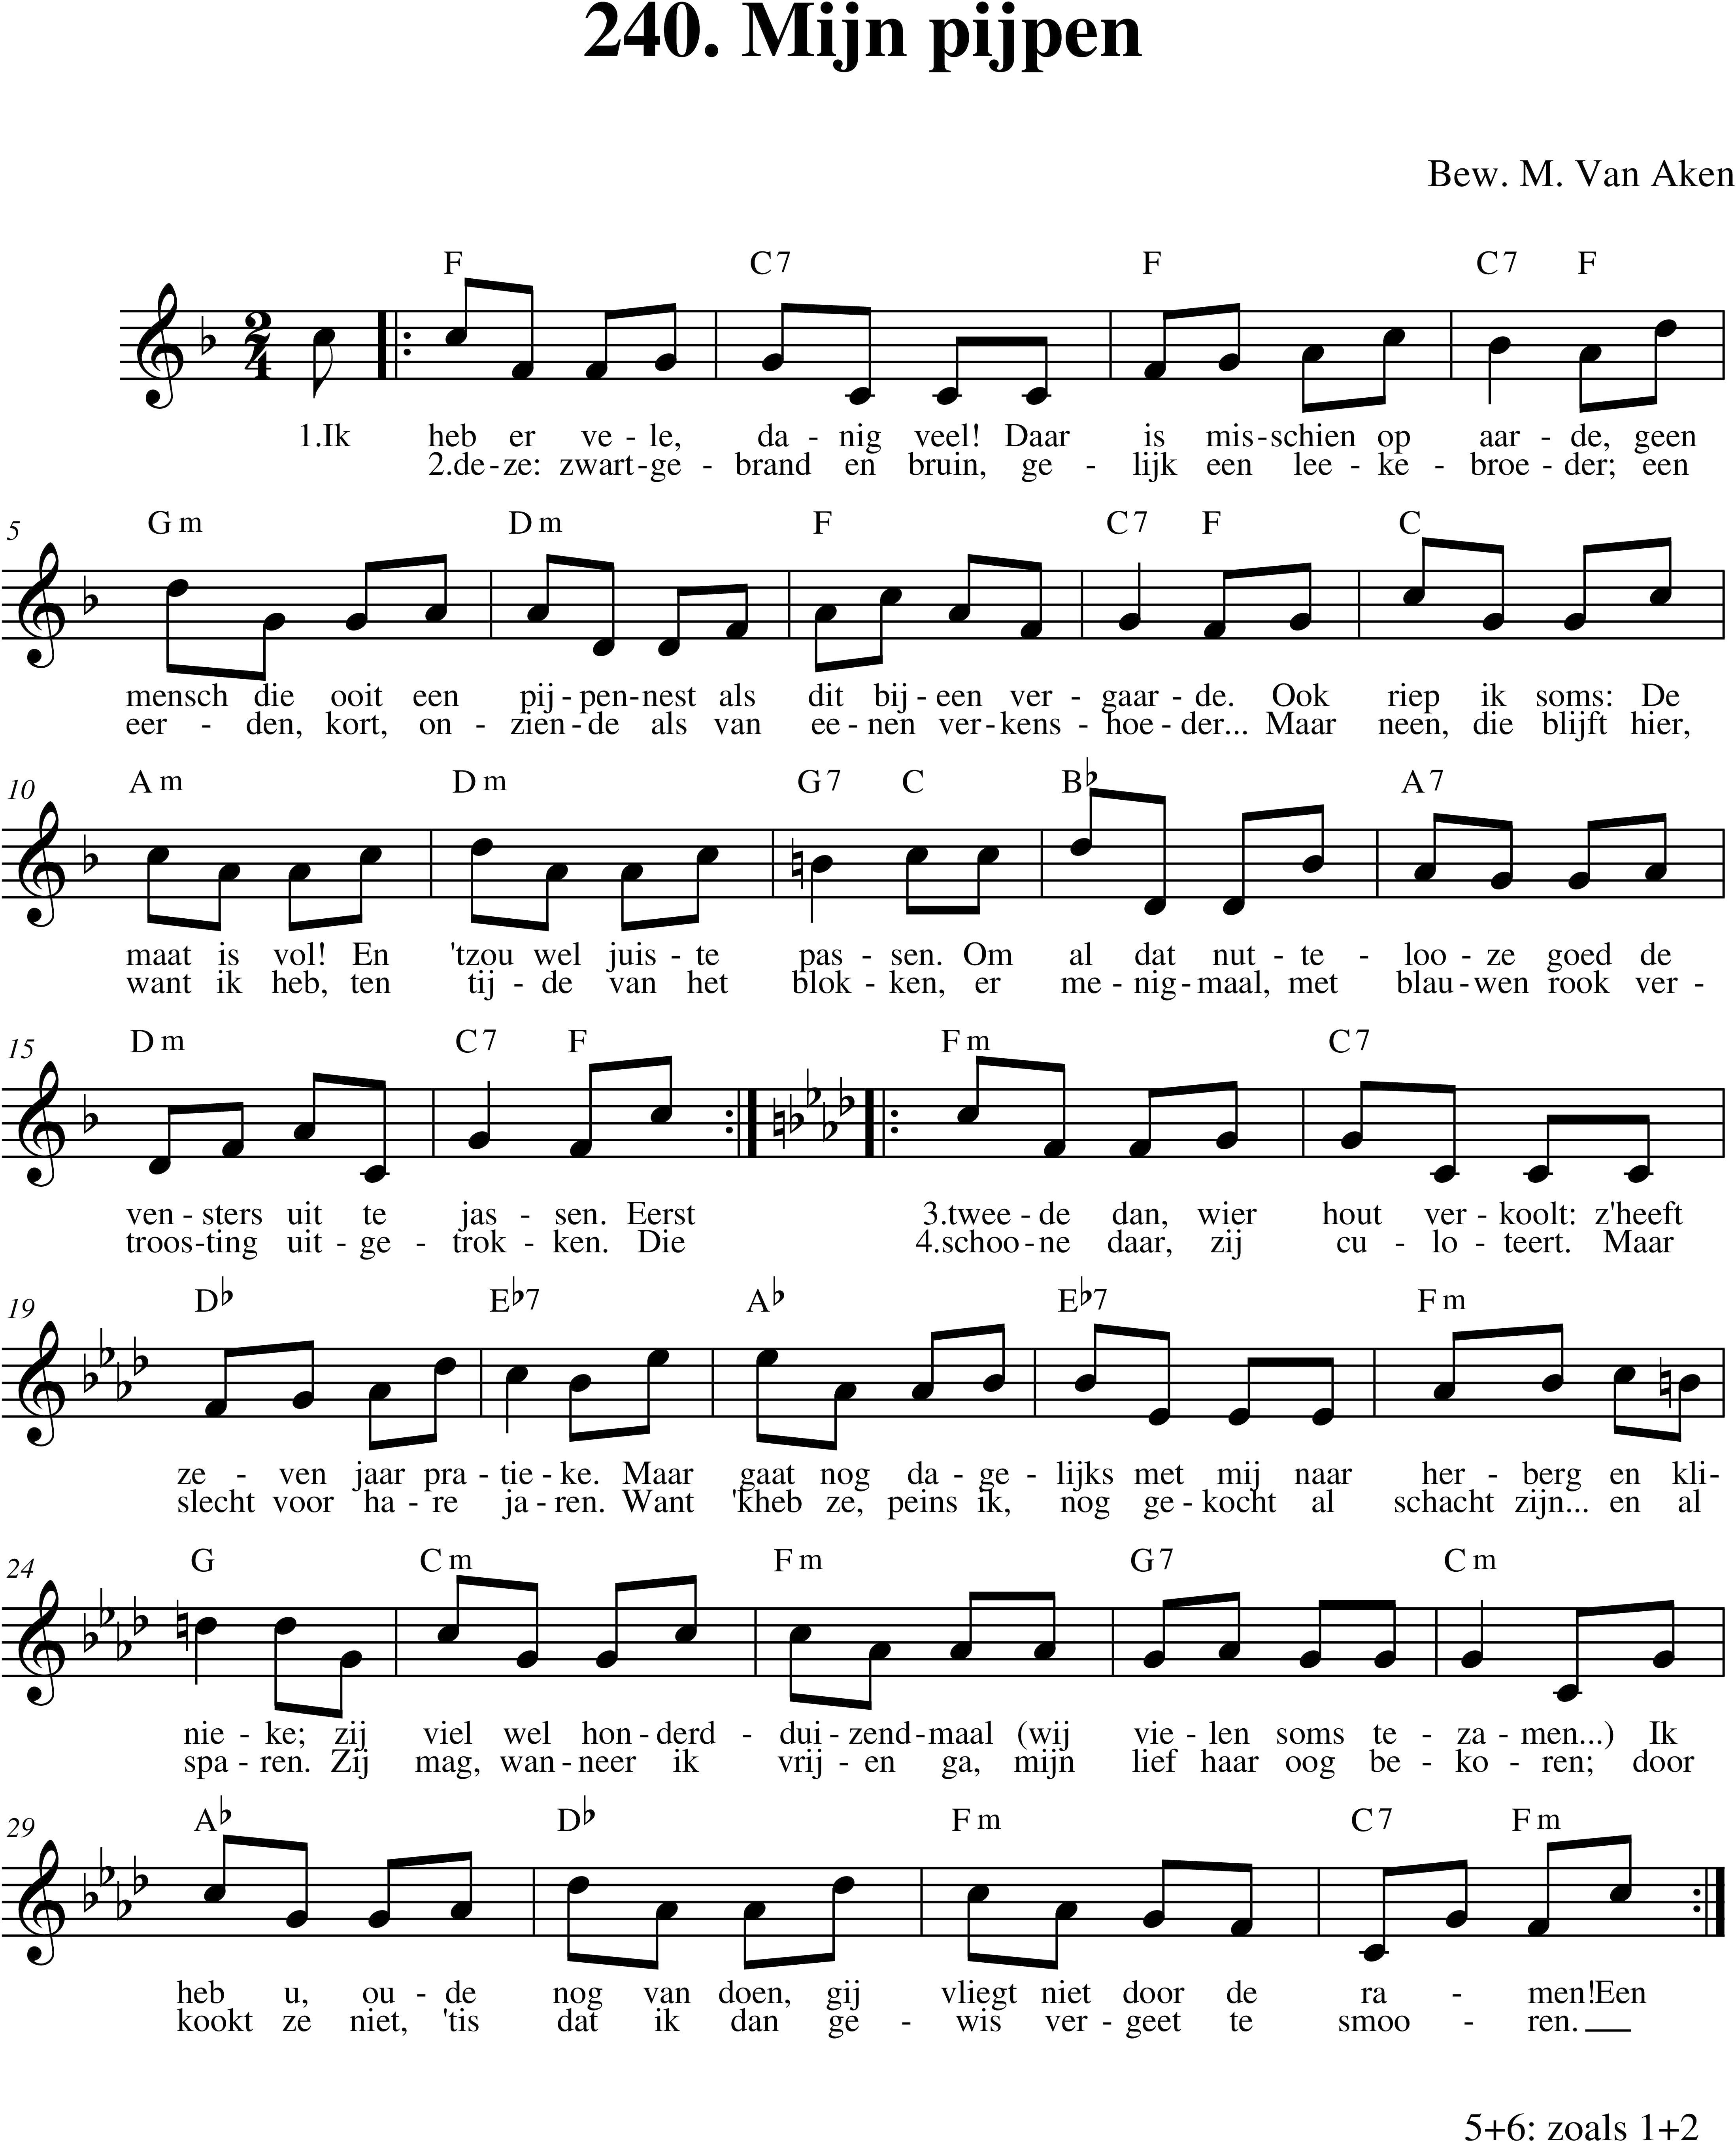 240. Mijn pijpen
Bew. M. Van Aken
F C7 F C7 F
1.Ik heb er ve - le, da - nig veel! Daar is mis - schien op aar - de, geen
2.de - ze: zwart - ge - brand en bruin, ge - lijk een lee - ke - broe - der; een
5 Gm Dm F C7 F C
mensch die ooit een pij - pen - nest als dit bij - een ver - gaar - de. Ook riep ik soms: De
eer - den, kort, on - zien - de als van ee - nen ver - kens - hoe - der... Maar neen, die blijft hier,
10 Am Dm G7 C B♭ A7
maat is vol! En 'tzou wel juis - te pas - sen. Om al dat nut - te - loo - ze goed de
want ik heb, ten tij - de van het blok - ken, er me - nig - maal, met blau - wen rook ver -
15 Dm C7 F Fm C7
ven - sters uit te jas - sen. Eerst 3.twee - de dan, wier hout ver - koolt: z'heeft
troos - ting uit - ge - trok - ken. Die 4.schoo - ne daar, zij cu - lo - teert. Maar
19 D♭ E♭7 A♭ E♭7 Fm
ze - ven jaar pra - tie - ke. Maar gaat nog da - ge - lijks met mij naar her - berg en kli -
slecht voor ha - re ja - ren. Want 'kheb ze, peins ik, nog ge - kocht al schacht zijn... en al
24 G Cm Fm G7 Cm
nie - ke; zij viel wel hon - derd - dui - zend - maal (wij vie - len soms te - za - men...) Ik
spa - ren. Zij mag, wan - neer ik vrij - en ga, mijn lief haar oog be - ko - ren; door
29 A♭ D♭ Fm C7 Fm
heb u, ou - de nog van doen, gij vliegt niet door de ra - men! Een
kookt ze niet, 'tis dat ik dan ge - wis ver - geet te smoo - ren.
5+6: zoals 1+2